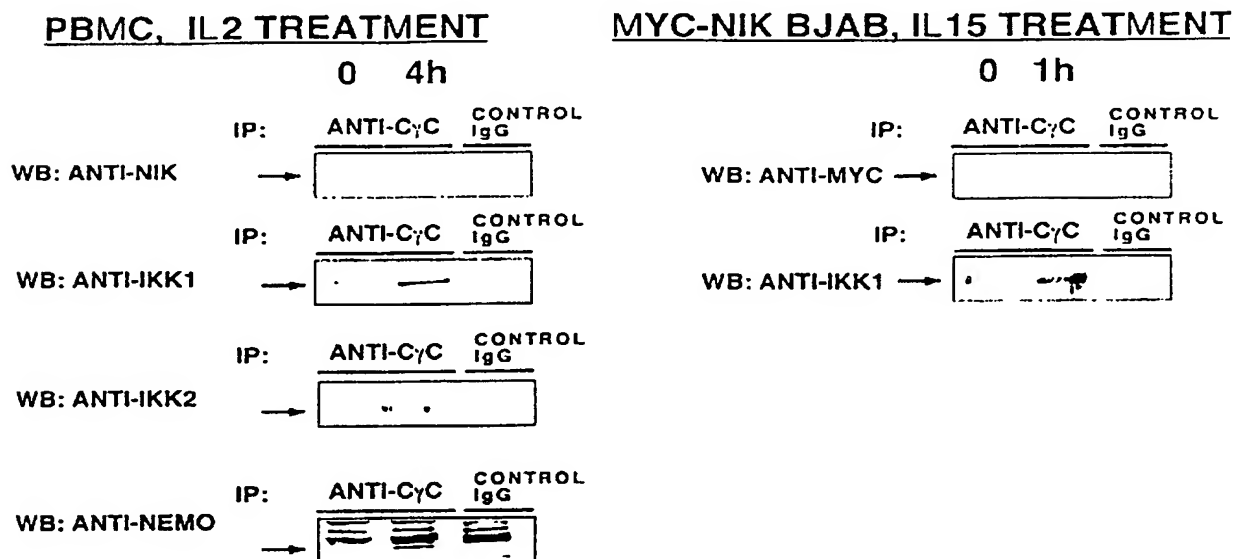 PBMC, IL2 TREATMENT
0 4h
IP: ANTI-CγC CONTROL IgG
WB: ANTI-NIK
IP: ANTI-CγC CONTROL IgG
WB: ANTI-IKK1
IP: ANTI-CγC CONTROL IgG
WB: ANTI-IKK2
IP: ANTI-CγC CONTROL IgG
WB: ANTI-NEMO
MYC-NIK BJAB, IL15 TREATMENT
0 1h
IP: ANTI-CγC CONTROL IgG
WB: ANTI-MYC
IP: ANTI-CγC CONTROL IgG
WB: ANTI-IKK1